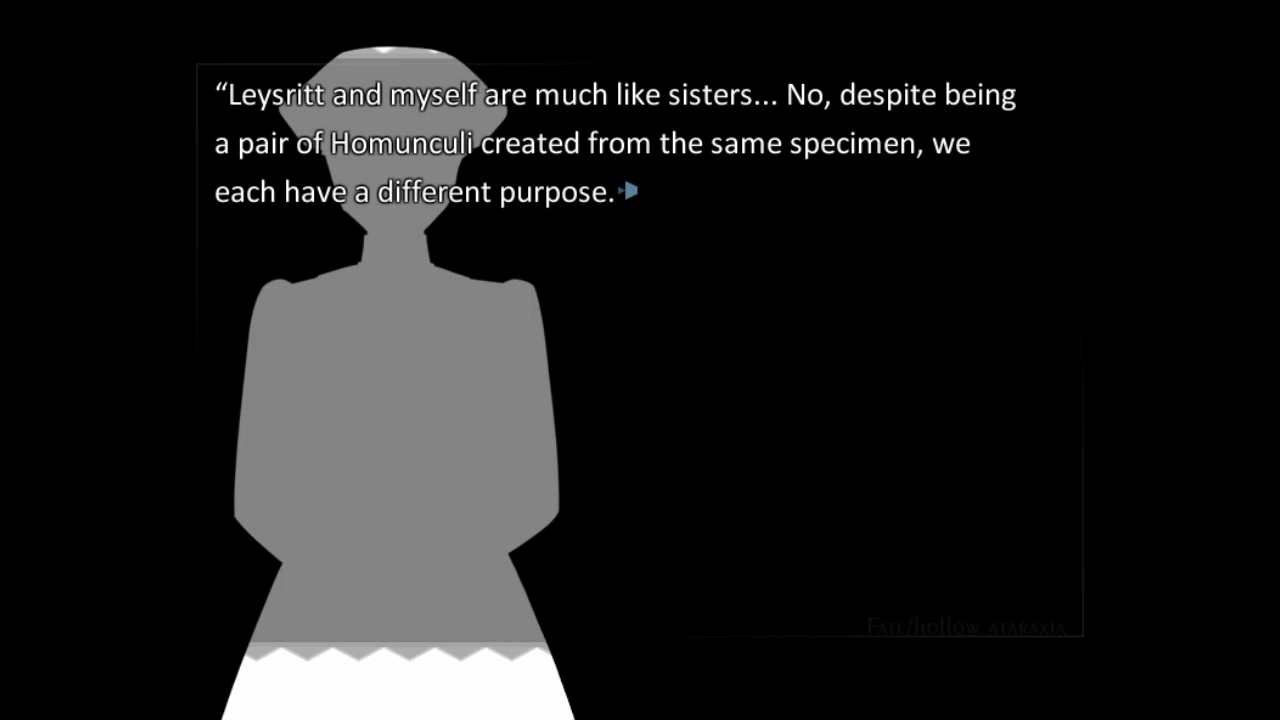 “Leysritt and myself are much like sisters... No, despite being
a pair of Homunculi created from the same specimen, we
each have a different purpose.
Fate/hollow ataraxia